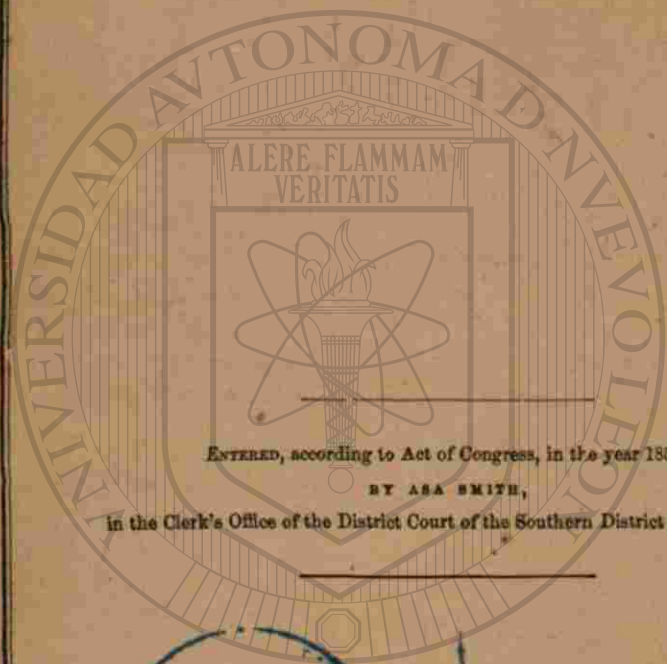 UNIVERSIDAD AVTONOMA D NVEVO LEON
ALERE FLAMMAM
VERITATIS
ENTERED, according to Act of Congress, in the year 18
BY ASA SMITH,
in the Clerk's Office of the District Court of the Southern District